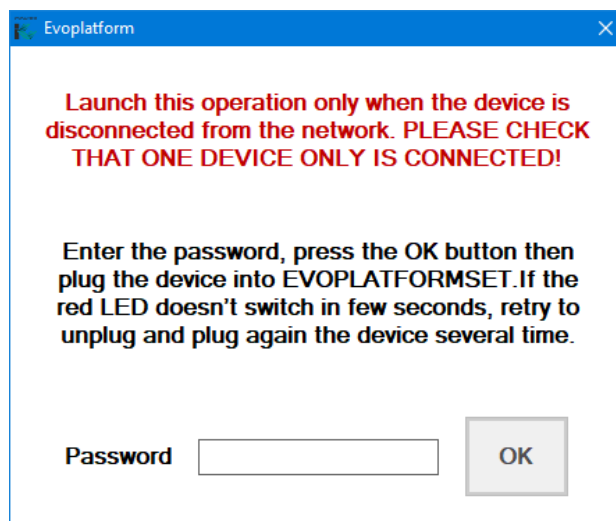 Evoplatform
Launch this operation only when the device is
disconnected from the network. PLEASE CHECK
THAT ONE DEVICE ONLY IS CONNECTED!
Enter the password, press the OK button then
plug the device into EVOPLATFORMSET.If the
red LED doesn't switch in few seconds, retry to
unplug and plug again the device several time.
Password
OK